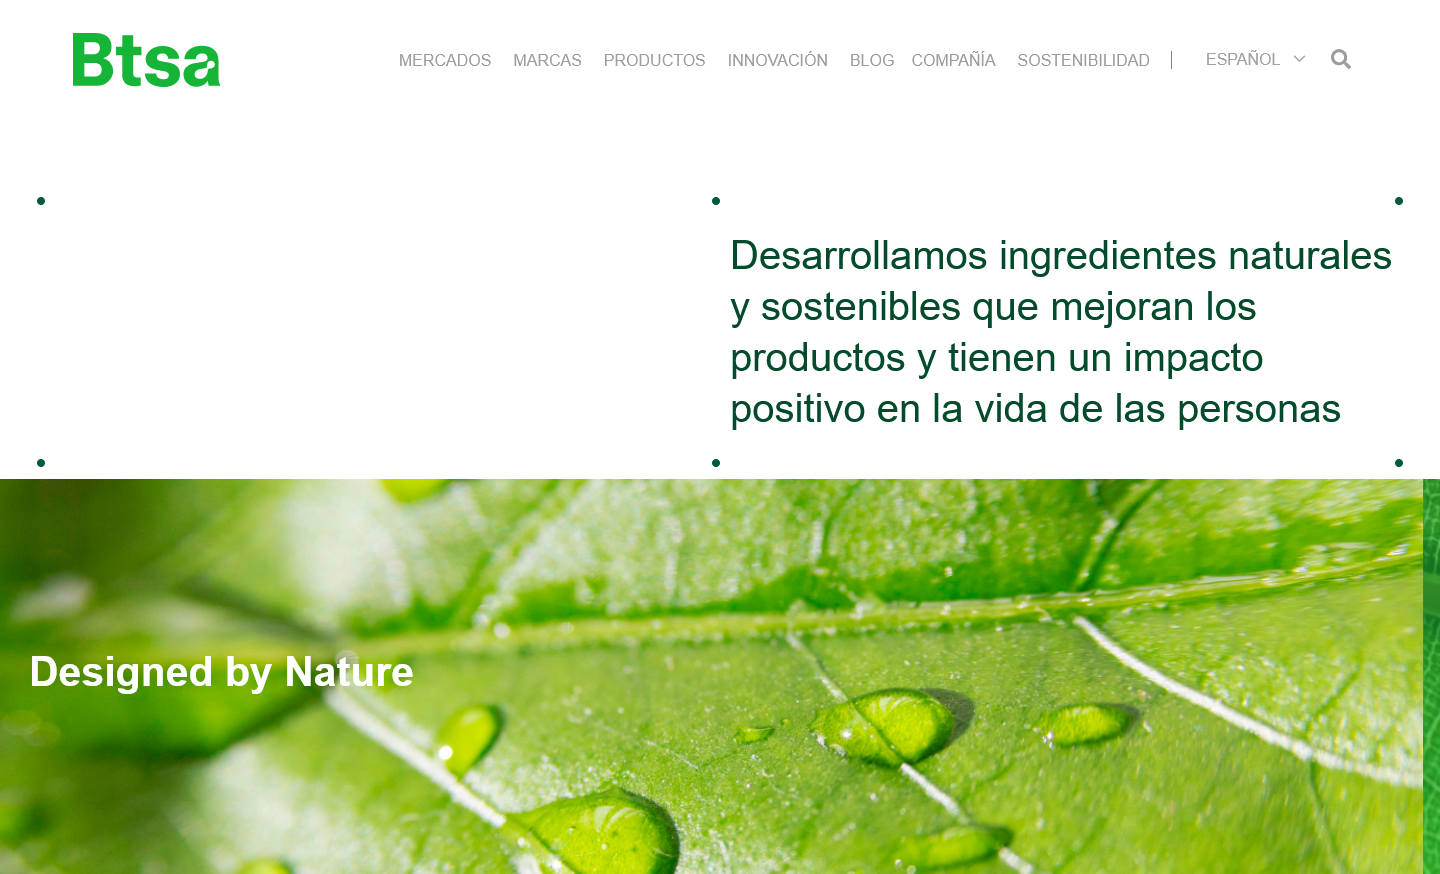 Btsa
MERCADOS MARCAS PRODUCTOS INNOVACIÓN BLOG COMPAÑÍA SOSTENIBILIDAD ESPAÑOL
Desarrollamos ingredientes naturales
y sostenibles que mejoran los
productos y tienen un impacto
positivo en la vida de las personas
Designed by Nature